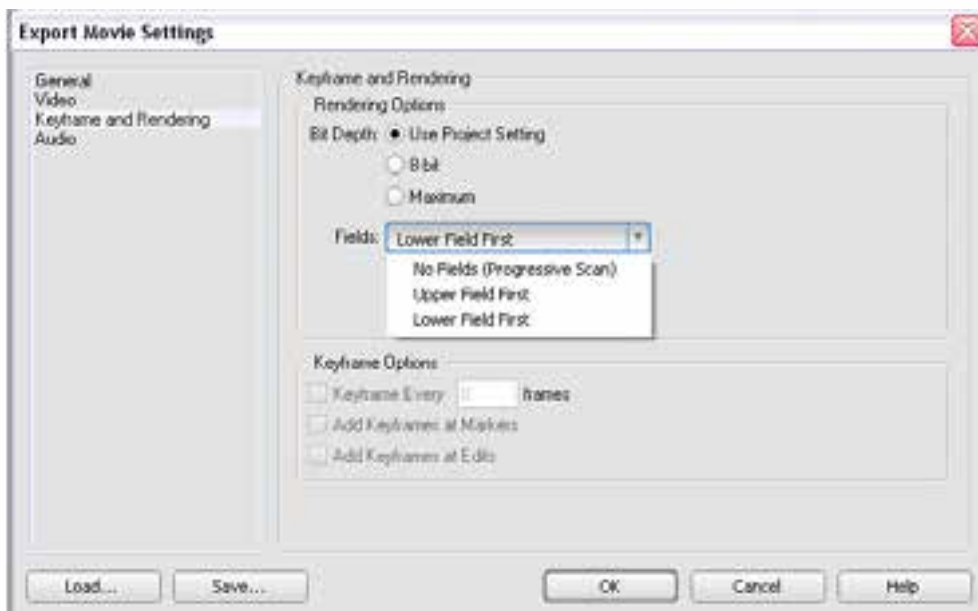 Export Movie Settings
General
Video
Keyframe and Rendering
Audio
Keyframe and Rendering
Rendering Options
Bit Depth: Use Project Setting
8 bit
Maximum
Fields: Lower Field First
No Fields (Progressive Scan)
Upper Field First
Lower Field First
Keyframe Options
Keyframe Every frames
Add Keyframes at Markers
Add Keyframes at Edits
Load... Save... OK Cancel Help